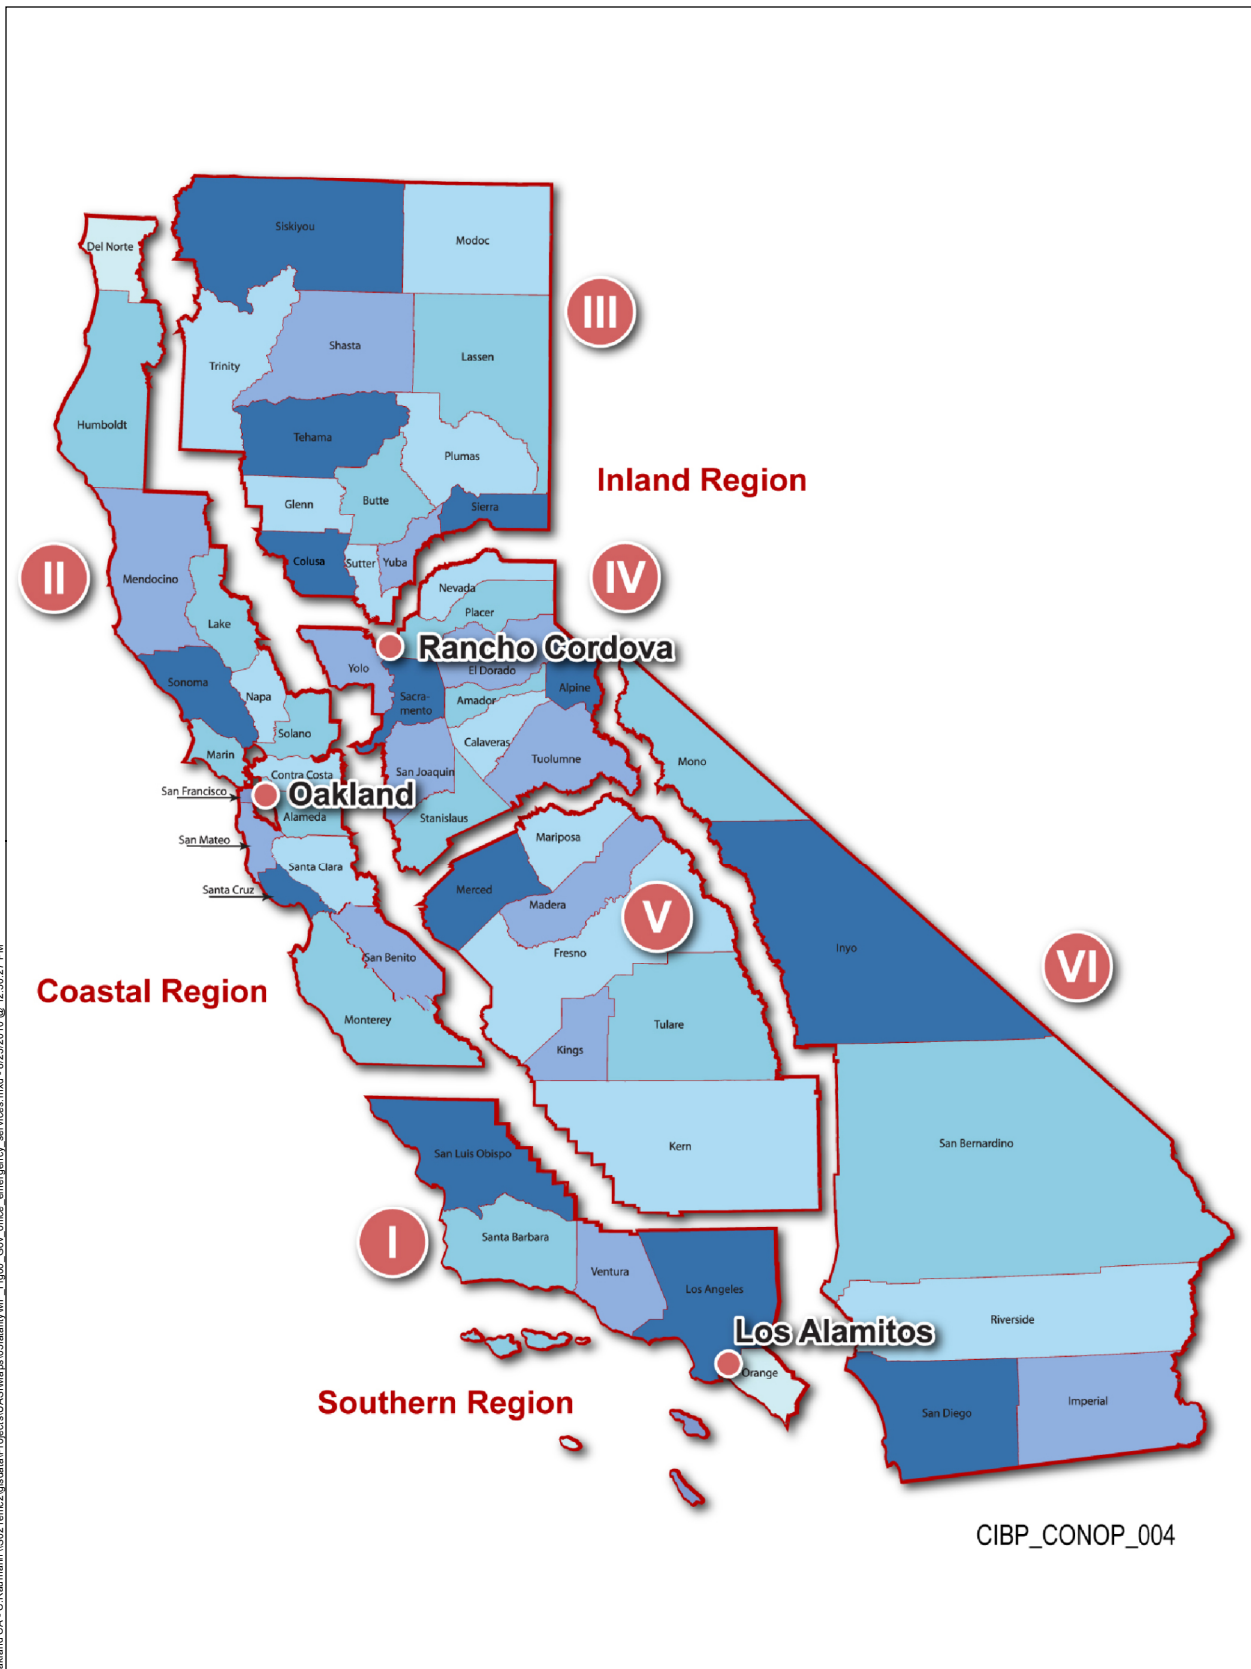 Siskiyou
Modoc
Del Norte
III
Shasta
Lassen
Trinity
Humboldt
Tehama
Plumas
Inland Region
Butte
Glenn
Sierra
Colusa
Sutter
Yuba
II
Mendocino
IV
Nevada
Placer
Lake
Rancho Cordova
Yolo
El Dorado
Sonoma
Napa
Sacra-
mento
Amador
Alpine
Solano
Calaveras
Marin
Tuolumne
Mono
Contra Costa
San Joaquin
San Francisco
Oakland
Alameda
Stanislaus
San Mateo
Mariposa
Santa Clara
Santa Cruz
Merced
Madera
V
Fresno
Inyo
San Benito
VI
Coastal Region
Monterey
Tulare
Kings
Kern
San Bernardino
San Luis Obispo
I
Santa Barbara
Ventura
Los Angeles
Riverside
Los Alamitos
Orange
Southern Region
San Diego
Imperial
CIBP_CONOP_004